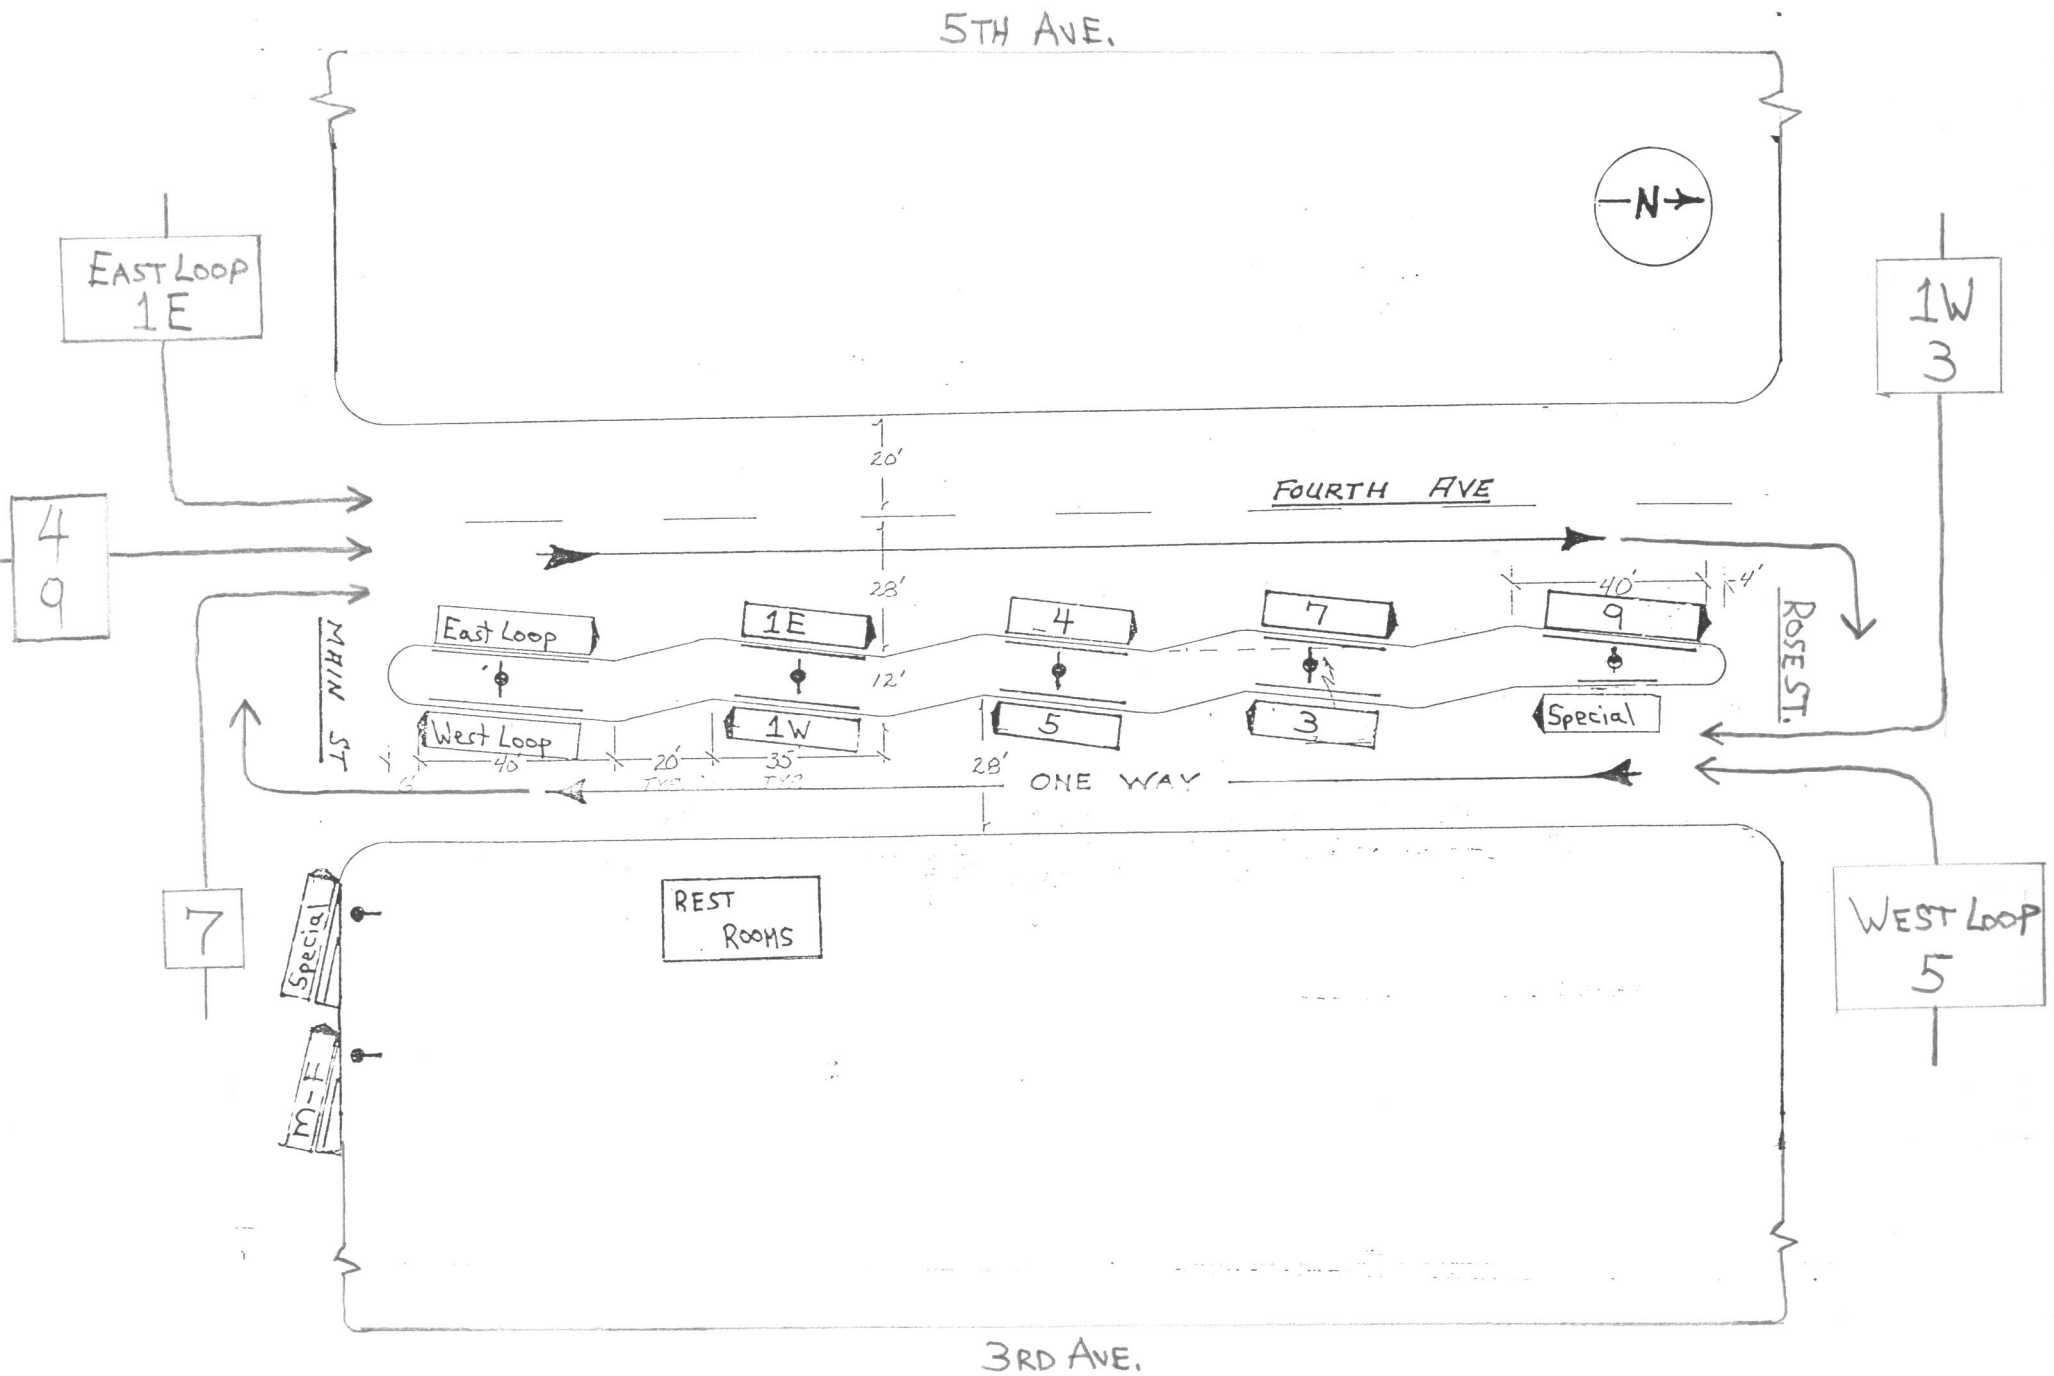 5TH AVE.
N
EAST LOOP
1E
1W
3
20'
FOURTH AVE
4
9
28'
40'
4'
East Loop
1E
4
7
9
MAIN ST
12'
ROSE ST.
West Loop
1W
5
3
Special
6'
40'
20'
TYP.
35'
TYP.
28'
ONE WAY
7
Special
REST
ROOMS
WEST LOOP
5
M-F
3RD AVE.